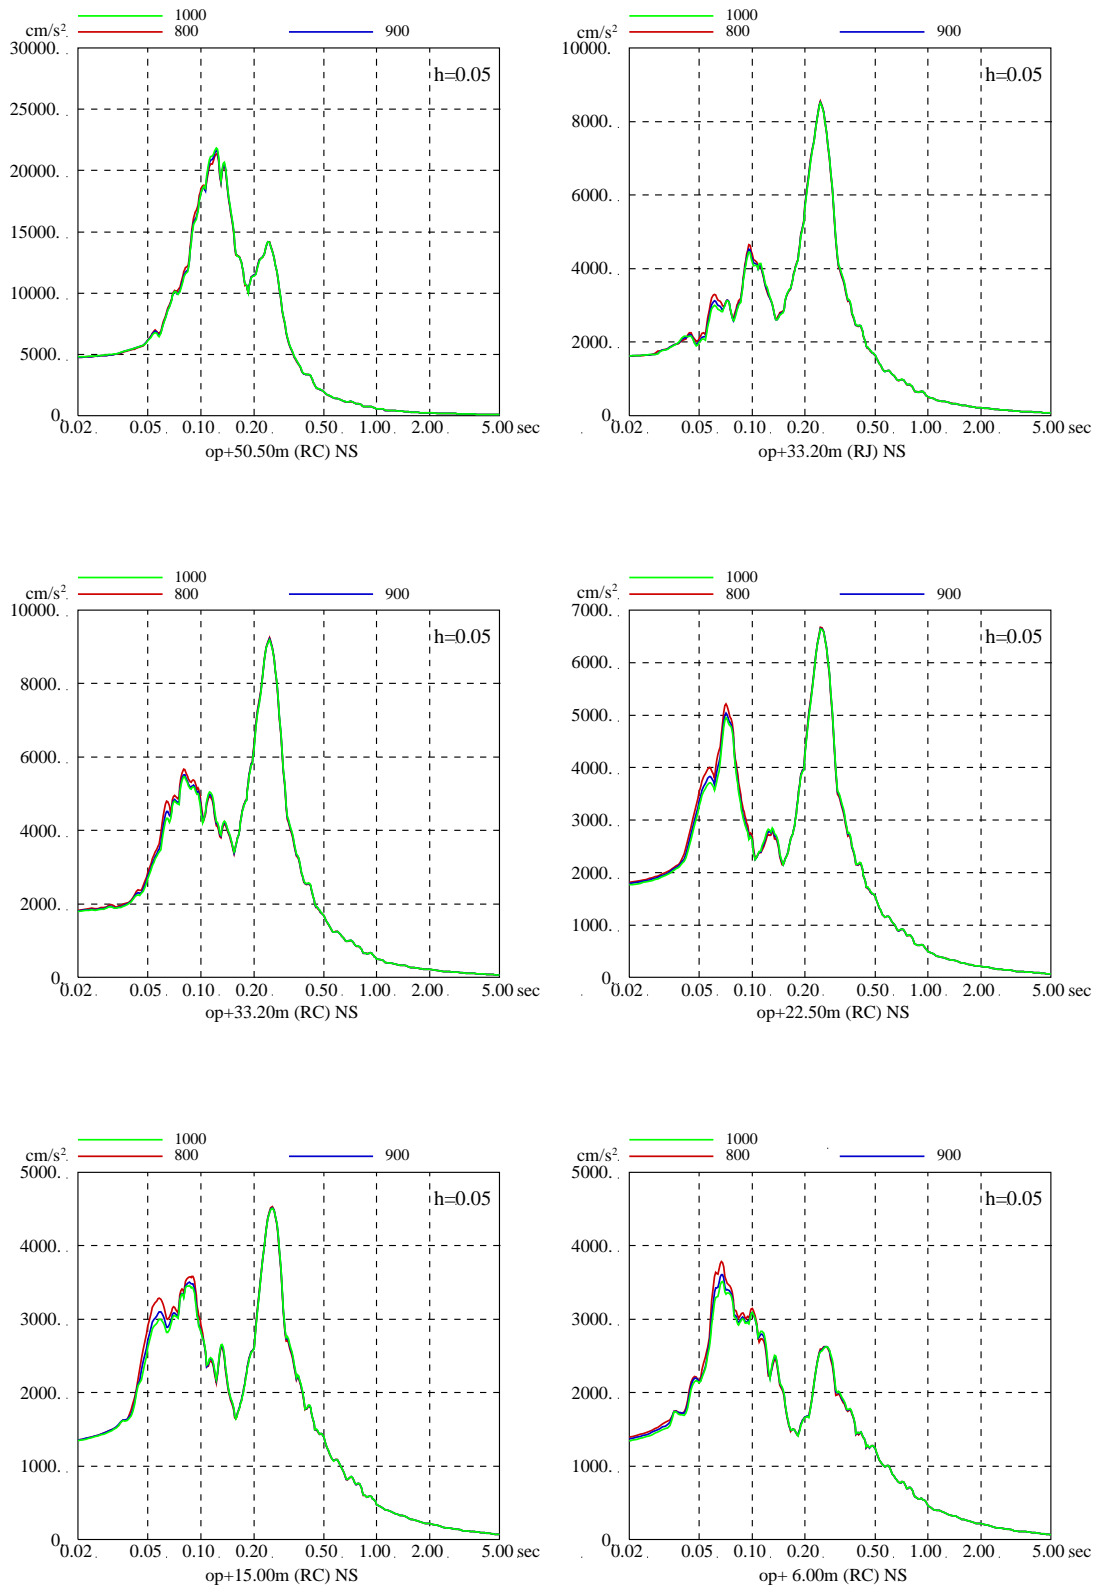 1000
cm/s². 800 900
30000.
h=0.05
25000.
20000.
15000.
10000.
5000.
0.
0.02 0.05 0.10 0.20 0.50 1.00 2.00 5.00 sec
op+50.50m (RC) NS
1000
cm/s². 800 900
10000.
h=0.05
8000.
6000.
4000.
2000.
0.
0.02 0.05 0.10 0.20 0.50 1.00 2.00 5.00 sec
op+33.20m (RJ) NS
1000
cm/s². 800 900
10000.
h=0.05
8000.
6000.
4000.
2000.
0.
0.02 0.05 0.10 0.20 0.50 1.00 2.00 5.00 sec
op+33.20m (RC) NS
1000
cm/s². 800 900
7000.
h=0.05
6000.
5000.
4000.
3000.
2000.
1000.
0.
0.02 0.05 0.10 0.20 0.50 1.00 2.00 5.00 sec
op+22.50m (RC) NS
1000
cm/s². 800 900
5000.
h=0.05
4000.
3000.
2000.
1000.
0.
0.02 0.05 0.10 0.20 0.50 1.00 2.00 5.00 sec
op+15.00m (RC) NS
1000
cm/s². 800 900
5000.
h=0.05
4000.
3000.
2000.
1000.
0.
0.02 0.05 0.10 0.20 0.50 1.00 2.00 5.00 sec
op+ 6.00m (RC) NS